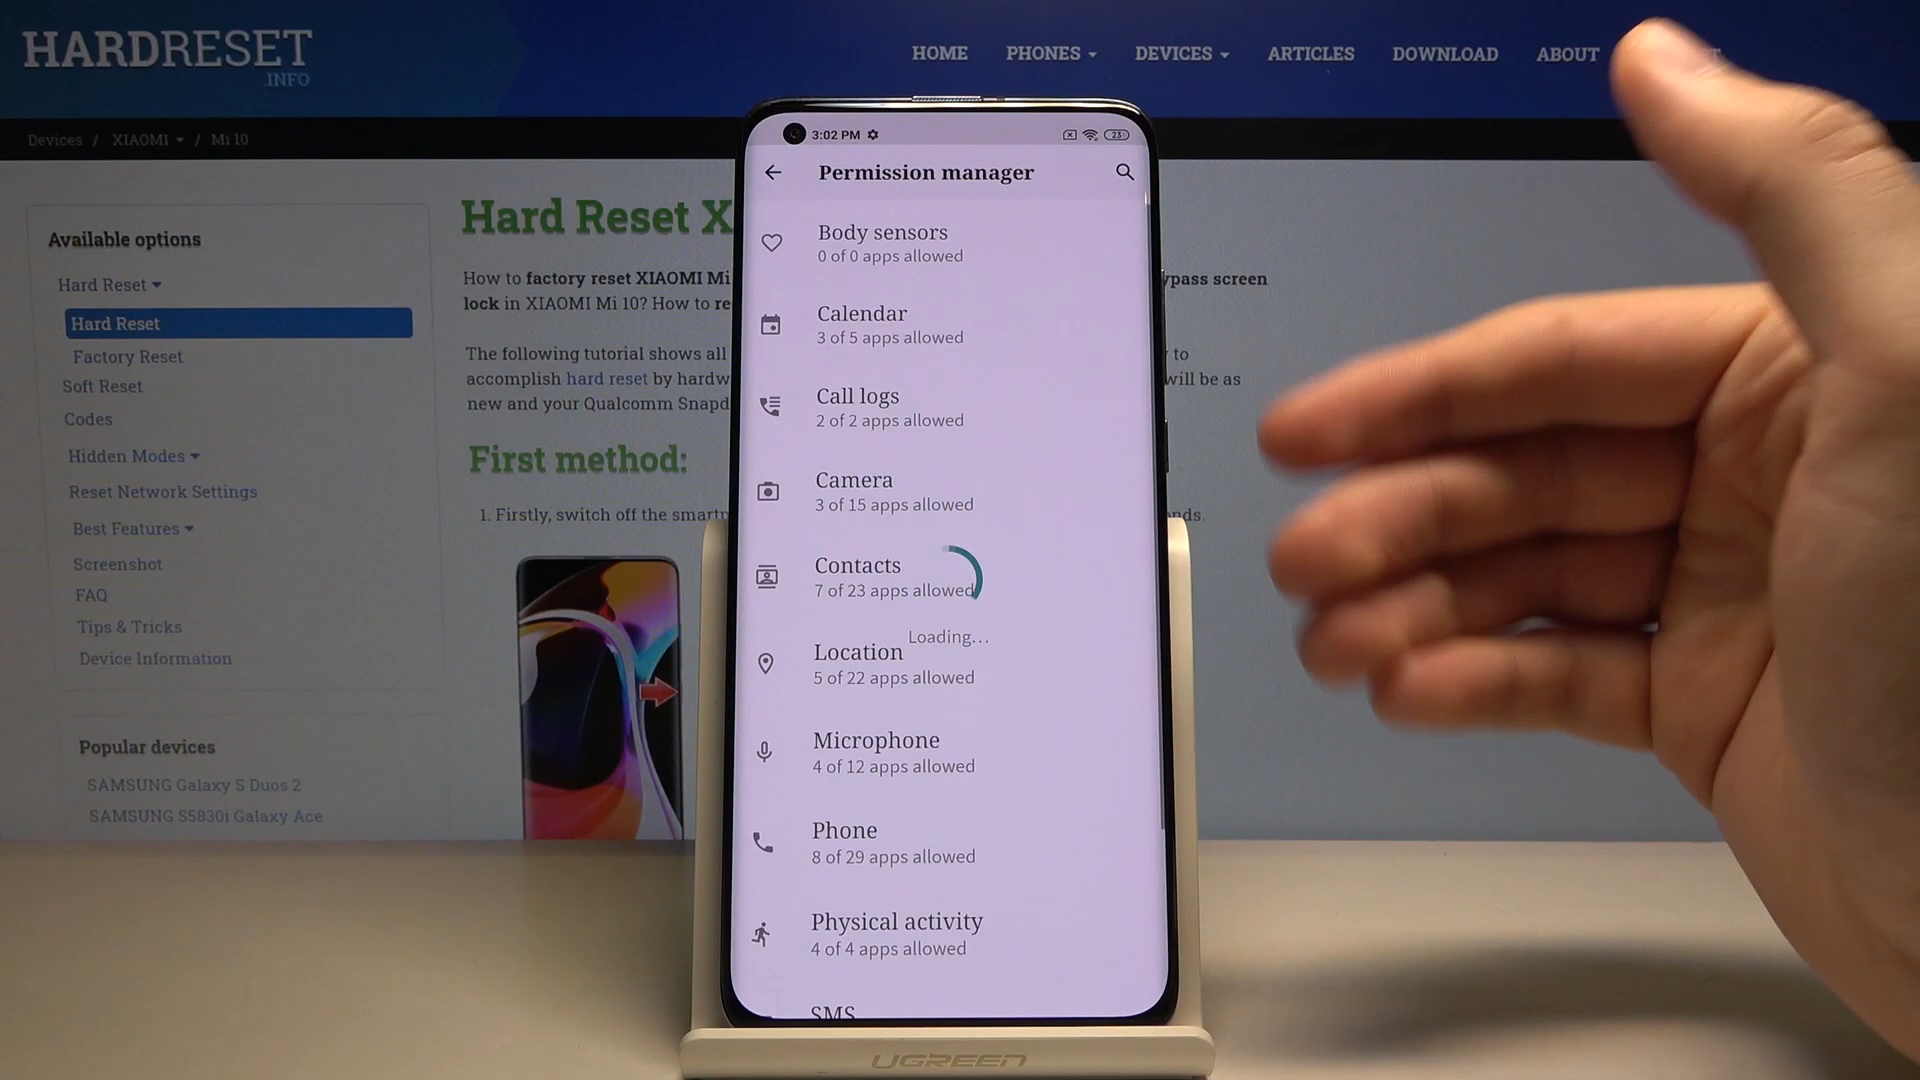 HARDRESET
.INFO
HOME
PHONES
DEVICES
ARTICLES
DOWNLOAD
ABOUT
Devices / XIAOMI / Mi 10
Available options
Hard Reset
Hard Reset
Factory Reset
Soft Reset
Codes
Hidden Modes
Reset Network Settings
Best Features
Screenshot
FAQ
Tips & Tricks
Device Information
Popular devices
SAMSUNG Galaxy S Duos 2
SAMSUNG S5830i Galaxy Ace
Hard Reset X
How to factory reset XIAOMI Mi
ypass screen
lock in XIAOMI Mi 10? How to re
The following tutorial shows all
to
accomplish hard reset by hardw
will be as
new and your Qualcomm Snapd
First method:
1. Firstly, switch off the smartp
nds.
3:02 PM
23
Permission manager
Body sensors
0 of 0 apps allowed
Calendar
3 of 5 apps allowed
Call logs
2 of 2 apps allowed
Camera
3 of 15 apps allowed
Contacts
7 of 23 apps allowed
Loading...
Location
5 of 22 apps allowed
Microphone
4 of 12 apps allowed
Phone
8 of 29 apps allowed
Physical activity
4 of 4 apps allowed
SMS
UGREEN